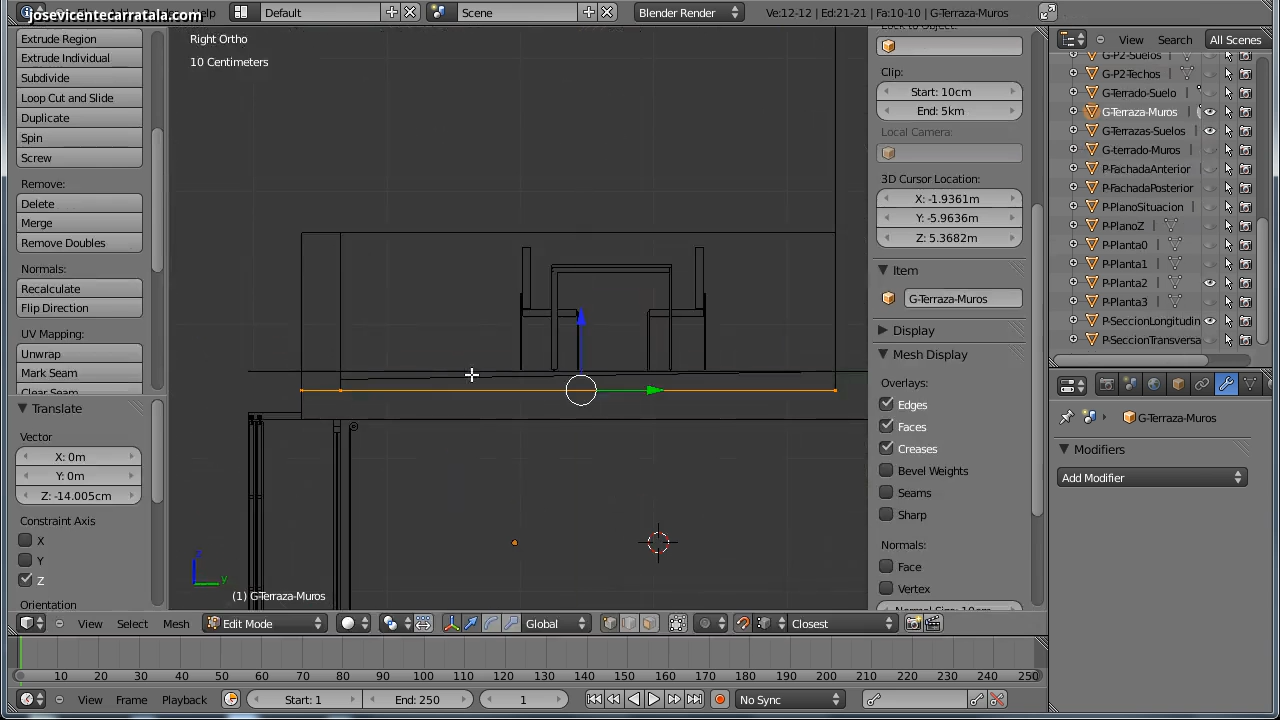 josevicentecarratala.com
Default
Scene
Blender Render
Ve:12-12 | Ed:21-21 | Fa:10-10 | G-Terraza-Muros
Extrude Region
Extrude Individual
Subdivide
Loop Cut and Slide
Duplicate
Spin
Screw
Remove:
Delete
Merge
Remove Doubles
Normals:
Recalculate
Flip Direction
UV Mapping:
Unwrap
Mark Seam
Clear Seam
Translate
Vector
X: 0m
Y: 0m
Z: -14.005cm
Constraint Axis
X
Y
Z
Orientation
Right Ortho
10 Centimeters
z
y
(1) G-Terraza-Muros
Lock to Object:
Clip:
Start: 10cm
End: 5km
Local Camera:
3D Cursor Location:
X: -1.9361m
Y: -5.9636m
Z: 5.3682m
Item
G-Terraza-Muros
Display
Mesh Display
Overlays:
Edges
Faces
Creases
Bevel Weights
Seams
Sharp
Normals:
Face
Vertex
Normal Size: 10cm
View Search All Scenes
G-P2-Suelos
G-P2-Techos
G-Terrado-Suelo
G-Terraza-Muros
G-Terrazas-Suelos
G-terrado-Muros
P-FachadaAnterior
P-FachadaPosterior
P-PlanoSituacion
P-PlanoZ
P-Planta0
P-Planta1
P-Planta2
P-Planta3
P-SeccionLongitudin
P-SeccionTransversa
G-Terraza-Muros
Modifiers
Add Modifier
View Select Mesh Edit Mode Global Closest
0 10 20 30 40 50 60 70 80 90 100 110 120 130 140 150 160 170 180 190 200 210 220 230 240 250
View Frame Playback Start: 1 End: 250 1 No Sync